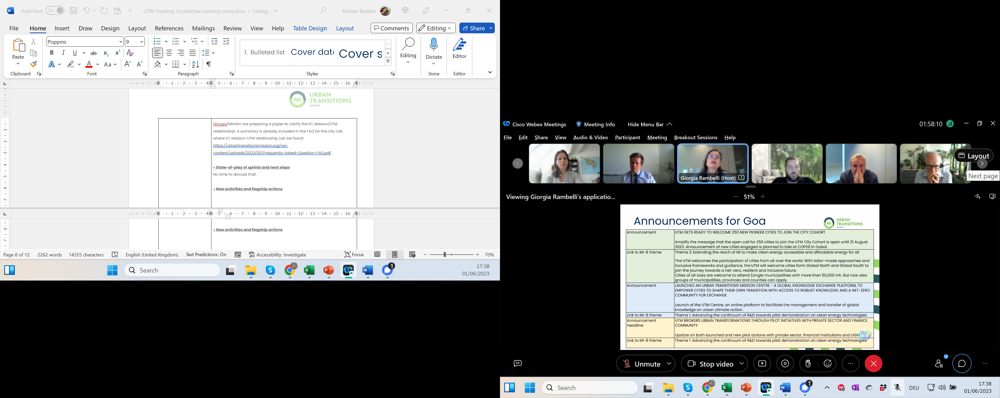 AutoSave
On
UTM Steering Committee running notes.docx • Saving...
Miriam Badino
File
Home
Insert
Draw
Design
Layout
References
Mailings
Review
View
Help
Table Design
Layout
Comments
Editing
Share
Paste
Clipboard
Poppins
9
Font
Paragraph
1. Bulleted list
Cover date
Cover s
Styles
Editing
Dictate
Voice
Editor
Editor
MI URBAN
TRANSITIONS
MISSION
Giorgia/Miriam are preparing a paper to clarify the EC Mission/UTM
relationship. A summary is already included in the FAQ for the city call,
where EC Mission-UTM relationship can be found
https://urbantransitionsmission.org/wp-
content/uploads/2023/05/Frequently-Asked-Question-FAQ.pdf
• State-of-play of sprints and next steps
No time to discuss that.
• New activities and flagship actions
• New activities and flagship actions
Page 8 of 12
2262 words
14355 characters
English (United Kingdom)
Text Predictions: On
Accessibility: Investigate
Focus
70%
Search
1
17:38
01/06/2023
Cisco Webex Meetings
Meeting Info
Hide Menu Bar
01:58:10
File
Edit
Share
View
Audio & Video
Participant
Meeting
Breakout Sessions
Help
Giorgia Rambelli (Host)
Layout
Next page
Viewing Giorgia Rambelli's applicatio...
51%
Announcements for Goa
MI URBAN
TRANSITIONS
MISSION
Announcement
UTM GETS READY TO WELCOME 250 NEW PIONEER CITIES TO JOIN THE CITY COHORT
Amplify the message that the open call for 250 cities to join the UTM City Cohort is open until 21 August
2023. Announcement of new cities engaged is planned to tale at COP28 in Dubai.
Link to MI-8 theme
Theme 2: Extending the reach of MI to make clean energy accessible and affordable energy for all
The UTM welcomes the participation of cities from all over the world. With tailor-made approaches and
inclusive frameworks and guidance, the UTM will welcome cities form Global North and Global South to
join the journey towards a net-zero, resilient and inclusive future.
Cities of all sizes are welcome to attend (single municipalities with more than 50,000 inh. But now also
groups of municipalities, provinces and counties can apply.
Announcement
LAUNCHED AN URBAN TRANSITIONS MISSION CENTRE - A GLOBAL KNOWLEDGE EXCHANGE PLATFORM, TO
EMPOWER CITIES TO SHAPE THEIR OWN TRANSITION WITH ACCESS TO ROBUST KNOWLEDGE AND A NET-ZERO
COMMUNITY FOR EXCHANGE
Launch of the UTM Centre, an online platform to facilitate the management and transfer of global
knowledge on urban climate action.
Link to MI-8 theme
Theme 1: Advancing the continuum of R&D towards pilot demonstration on clean energy technologies
Announcement
headline
UTM BROKERS URBAN TRANSFORMATIONS THROUGH PILOT INITIATIVES WITH PRIVATE SECTOR AND FINANCE
COMMUNITY
Update on both launched and new pilot actions with private sector, financial institutions and UGIH
Link to MI-8 theme
Theme 1: Advancing the continuum of R&D towards pilot demonstration on clean energy technologies
Unmute
Stop video
Search
1
DEU
17:38
01/06/2023